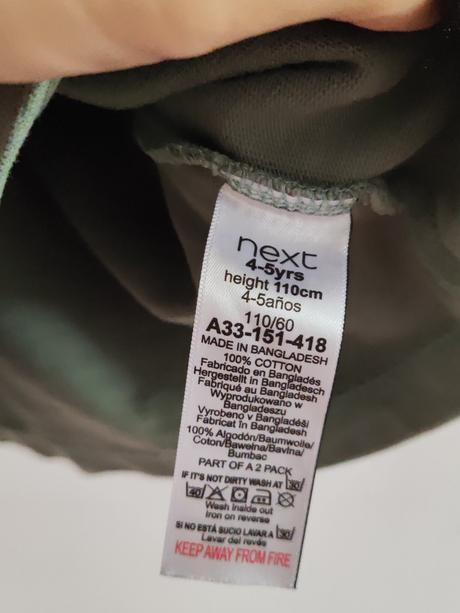 next
4-5yrs
height 110cm
4-5años
110/60
A33-151-418
MADE IN BANGLADESH
100% COTTON
Fabricado en Bangladés
Hergestellt in Bangladesch
Fabriqué au Bangladesh
Wyprodukowano w
Bangladeszu
Vyrobeno v Bangladéši
Fabricat în Bangladesh
100% Algodón/Baumwolle/
Coton/Bawełna/Bavlna/
Bumbac
PART OF A 2 PACK
IF IT'S NOT DIRTY WASH AT 30
40
Wash inside out
Iron on reverse
SI NO ESTÁ SUCIO LAVAR A 30
Lavar del revés
KEEP AWAY FROM FIRE